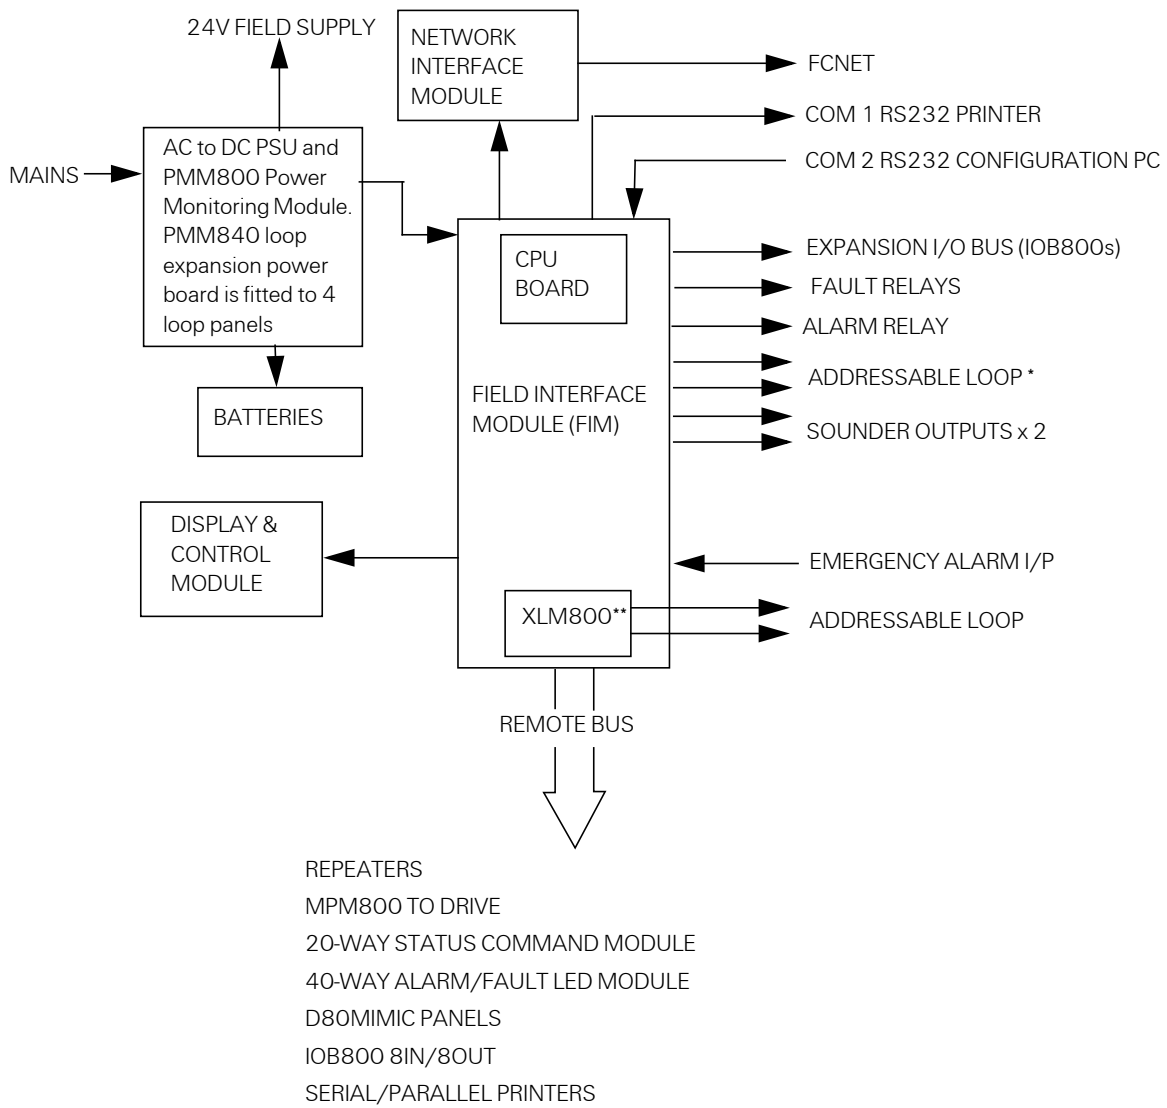 24V FIELD SUPPLY
NETWORK
INTERFACE
MODULE
FCNET
COM 1 RS232 PRINTER
COM 2 RS232 CONFIGURATION PC
MAINS
AC to DC PSU and
PMM800 Power
Monitoring Module.
PMM840 loop
expansion power
board is fitted to 4
loop panels
CPU
BOARD
EXPANSION I/O BUS (IOB800s)
FAULT RELAYS
ALARM RELAY
ADDRESSABLE LOOP *
SOUNDER OUTPUTS x 2
FIELD INTERFACE
MODULE (FIM)
BATTERIES
DISPLAY &
CONTROL
MODULE
EMERGENCY ALARM I/P
XLM800**
ADDRESSABLE LOOP
REMOTE BUS
REPEATERS
MPM800 TO DRIVE
20-WAY STATUS COMMAND MODULE
40-WAY ALARM/FAULT LED MODULE
D80MIMIC PANELS
IOB800 8IN/8OUT
SERIAL/PARALLEL PRINTERS